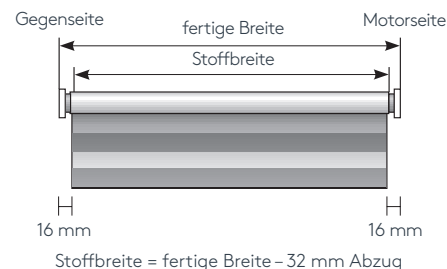 Gegenseite
fertige Breite
Motorseite
Stoffbreite
16 mm
16 mm
Stoffbreite = fertige Breite – 32 mm Abzug